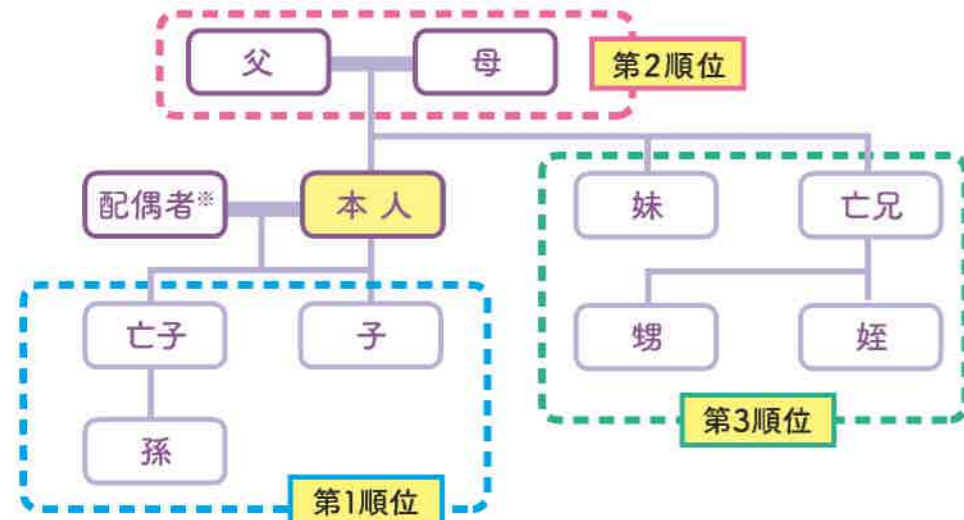 父
母
第2順位
配偶者※
本人
妹
亡兄
亡子
子
甥
姪
孫
第3順位
第1順位